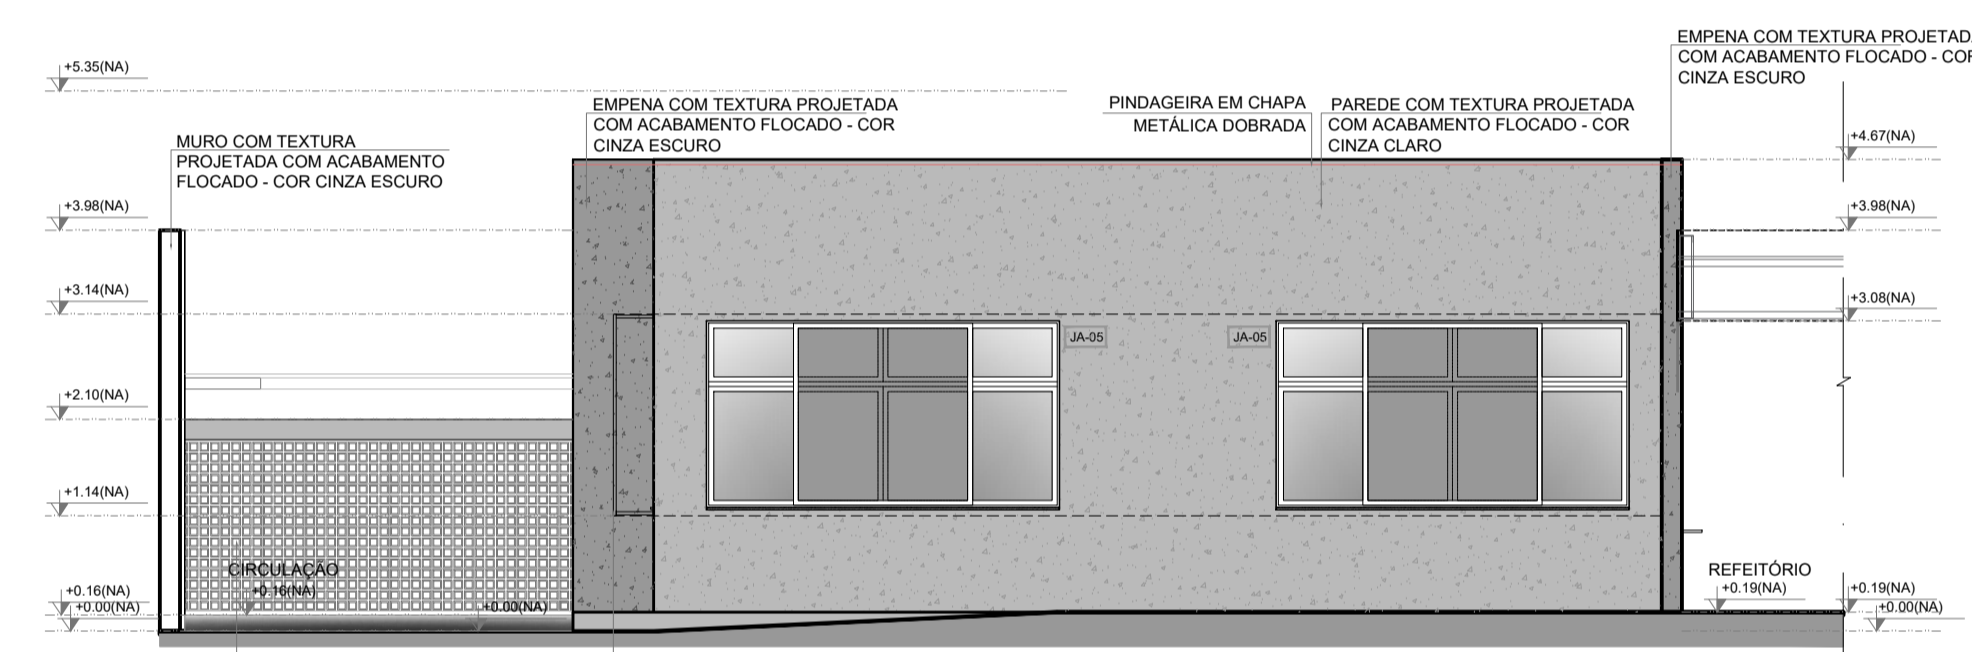 +5.35(NA)
MURO COM TEXTURA
PROJETADA COM ACABAMENTO
FLOCADO - COR CINZA ESCURO
+3.98(NA)
+3.14(NA)
+2.10(NA)
+1.14(NA)
+0.16(NA)
+0.00(NA)
CIRCULAÇÃO
+0.16(NA)
+0.00(NA)
EMPENA COM TEXTURA PROJETADA
COM ACABAMENTO FLOCADO - COR
CINZA ESCURO
PINDAGEIRA EM CHAPA
METÁLICA DOBRADA
PAREDE COM TEXTURA PROJETADA
COM ACABAMENTO FLOCADO - COR
CINZA CLARO
JA-05
JA-05
EMPENA COM TEXTURA PROJETADA
COM ACABAMENTO FLOCADO - COR
CINZA ESCURO
+4.67(NA)
+3.98(NA)
+3.08(NA)
REFEITÓRIO
+0.19(NA)
+0.19(NA)
+0.00(NA)